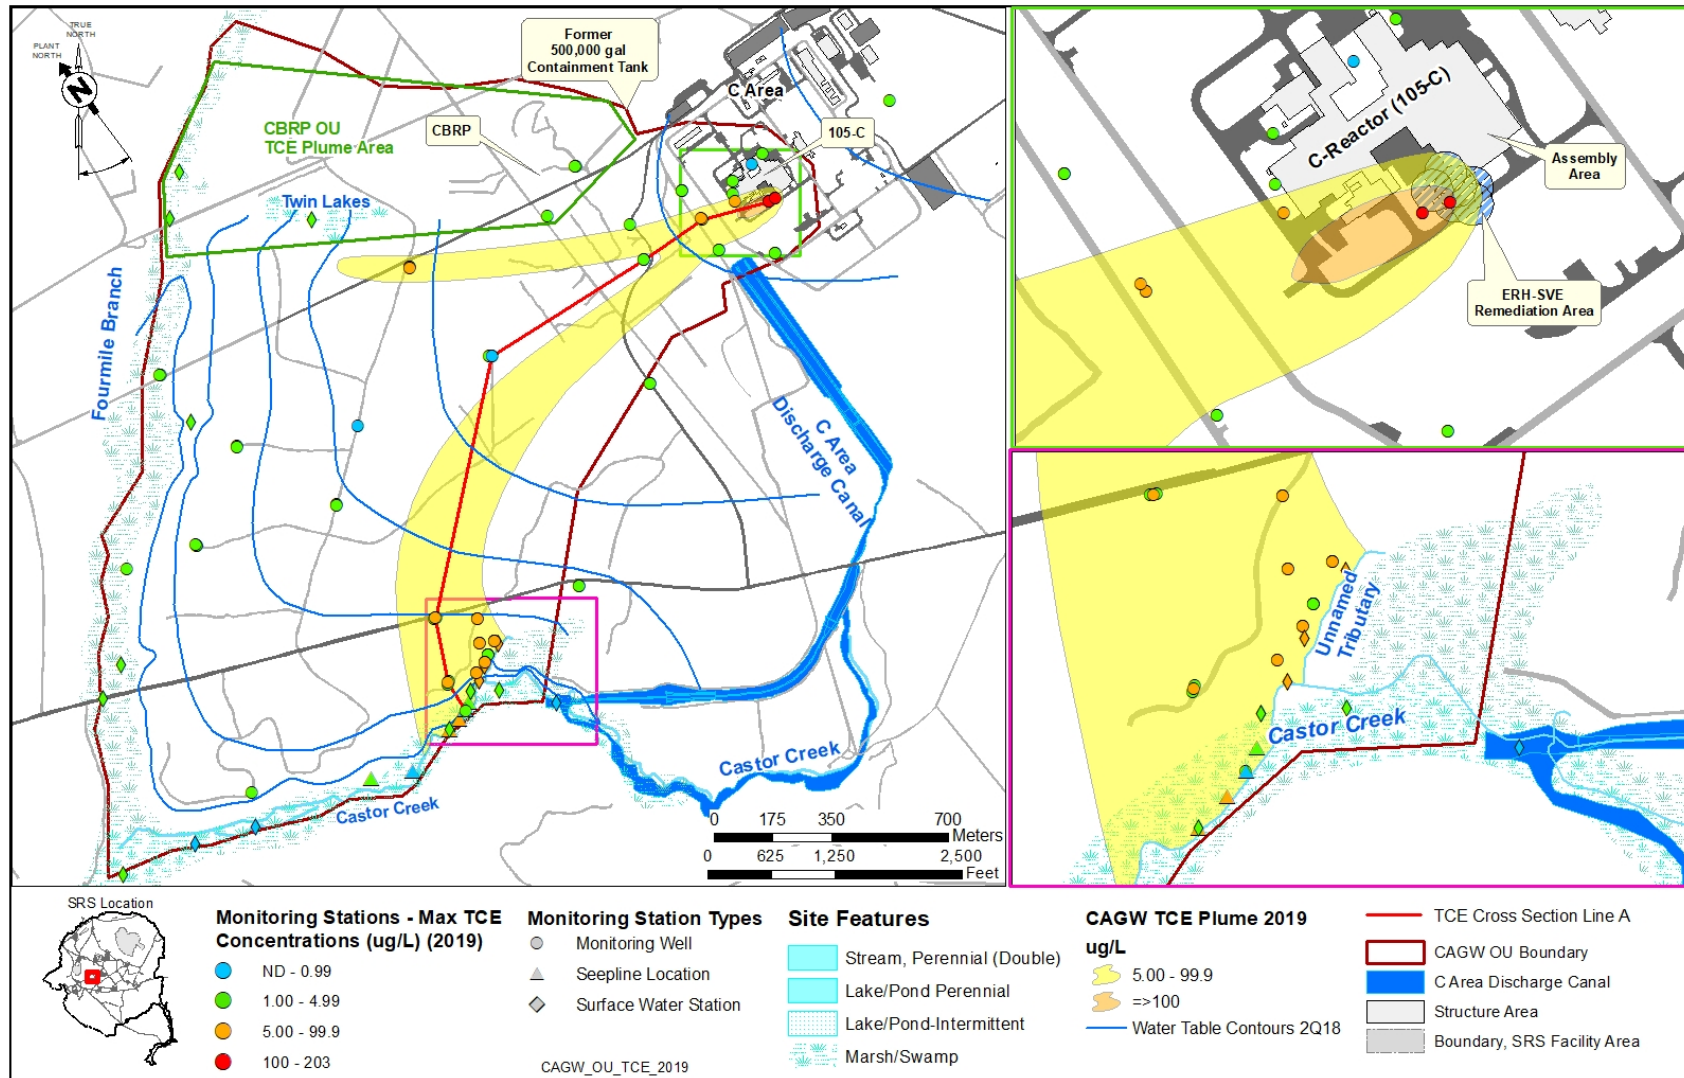 TRUE
NORTH
PLANT
NORTH
N
Former
500,000 gal
Containment Tank
C Area
CBRP OU
TCE Plume Area
CBRP
105-C
Twin Lakes
Fourmile Branch
C Area
Discharge Canal
Castor Creek
Castor Creek
0 175 350 700
Meters
0 625 1,250 2,500
Feet
C-Reactor (105-C)
Assembly
Area
ERH-SVE
Remediation Area
Unnamed
Tributary
Castor Creek
SRS Location
Monitoring Stations - Max TCE
Concentrations (ug/L) (2019)
ND - 0.99
1.00 - 4.99
5.00 - 99.9
100 - 203
Monitoring Station Types
Monitoring Well
Seepline Location
Surface Water Station
CAGW_OU_TCE_2019
Site Features
Stream, Perennial (Double)
Lake/Pond Perennial
Lake/Pond-Intermittent
Marsh/Swamp
CAGW TCE Plume 2019
ug/L
5.00 - 99.9
=>100
Water Table Contours 2Q18
TCE Cross Section Line A
CAGW OU Boundary
C Area Discharge Canal
Structure Area
Boundary, SRS Facility Area